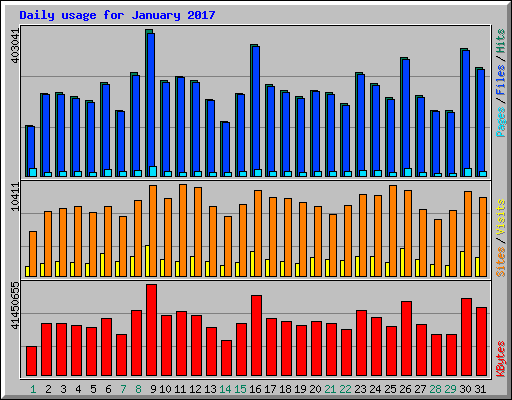 Daily usage for January 2017
403041
Pages / Files / Hits
10411
Sites / Visits
41450655
KBytes
1 2 3 4 5 6 7 8 9 10 11 12 13 14 15 16 17 18 19 20 21 22 23 24 25 26 27 28 29 30 31